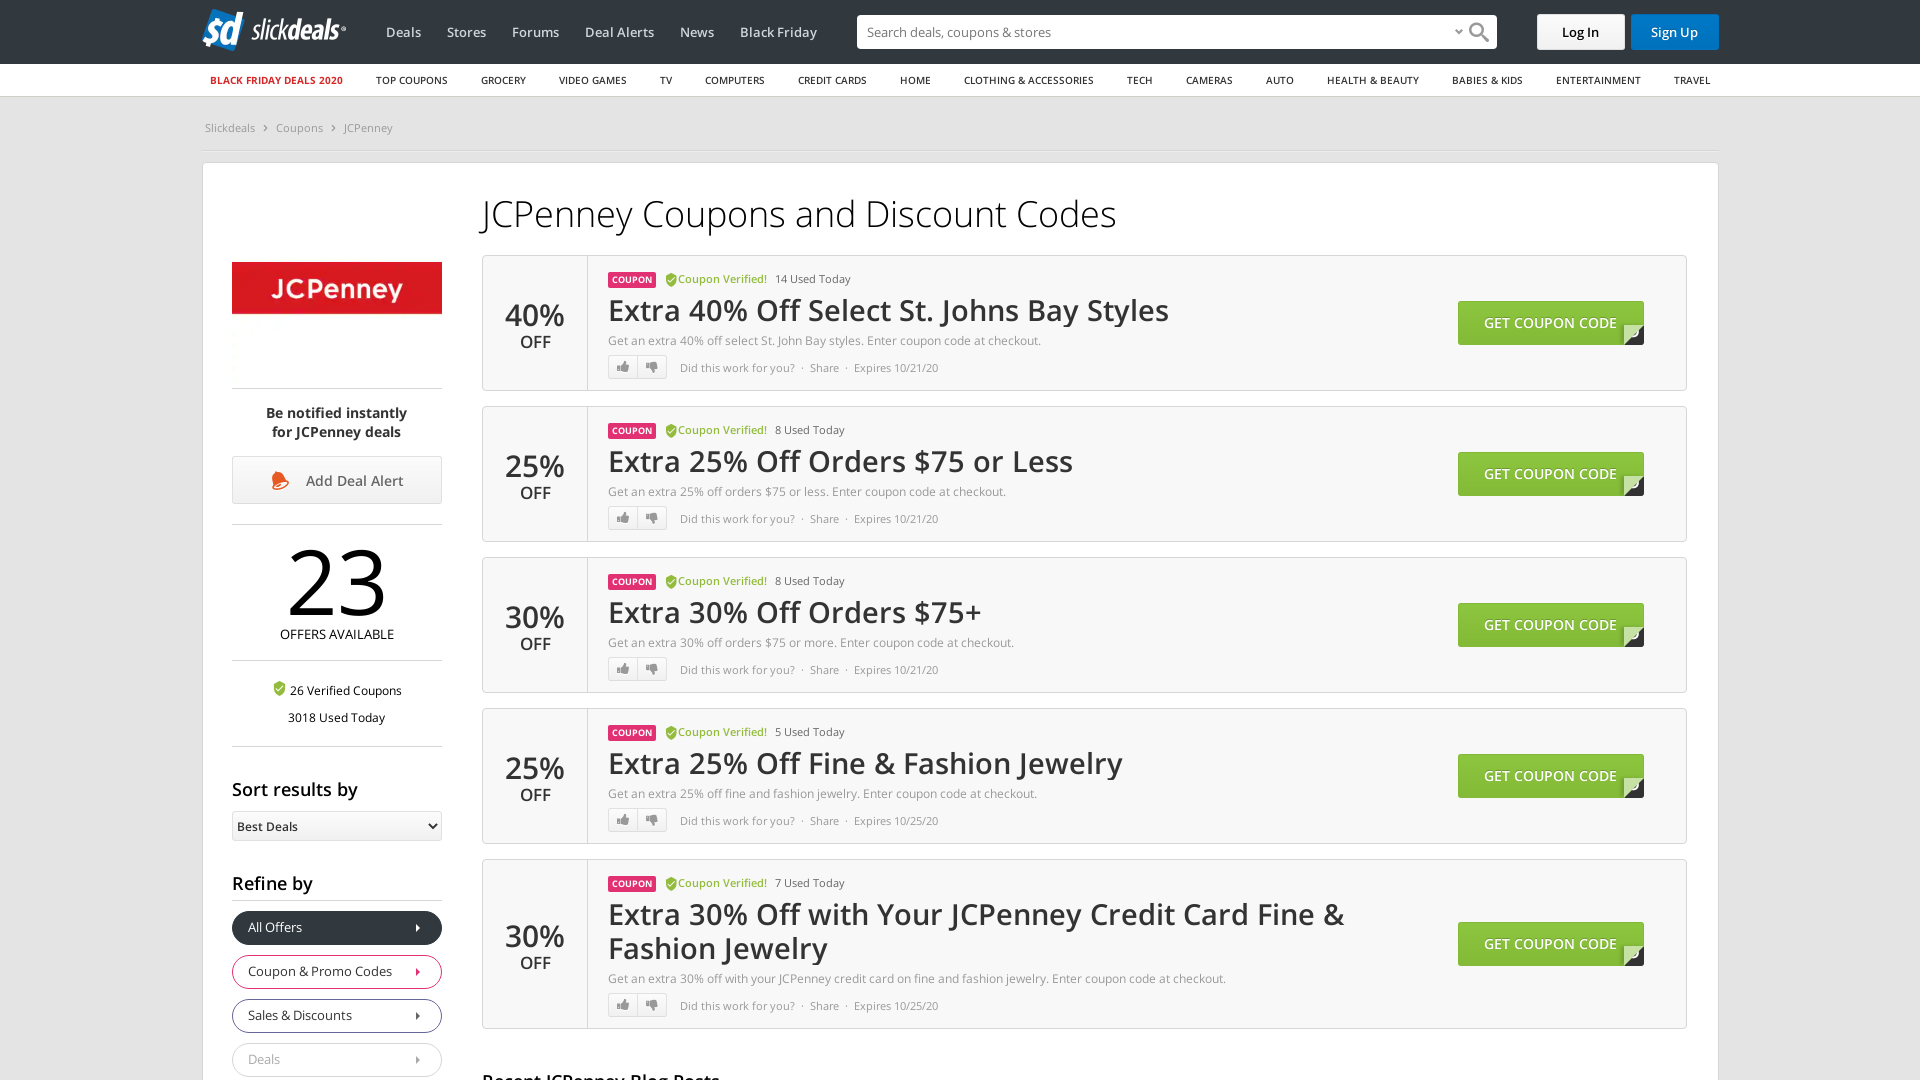 sd slickdeals®
Deals Stores Forums Deal Alerts News Black Friday
Search deals, coupons & stores
Log In
Sign Up
BLACK FRIDAY DEALS 2020 TOP COUPONS GROCERY VIDEO GAMES TV COMPUTERS CREDIT CARDS HOME CLOTHING & ACCESSORIES TECH CAMERAS AUTO HEALTH & BEAUTY BABIES & KIDS ENTERTAINMENT TRAVEL
Slickdeals > Coupons > JCPenney
JCPenney
Be notified instantly
for JCPenney deals
Add Deal Alert
23
OFFERS AVAILABLE
26 Verified Coupons
3018 Used Today
Sort results by
Best Deals
Refine by
All Offers
Coupon & Promo Codes
Sales & Discounts
Deals
JCPenney Coupons and Discount Codes
40%
OFF
COUPON Coupon Verified! 14 Used Today
Extra 40% Off Select St. Johns Bay Styles
Get an extra 40% off select St. John Bay styles. Enter coupon code at checkout.
Did this work for you? · Share · Expires 10/21/20
GET COUPON CODE
25%
OFF
COUPON Coupon Verified! 8 Used Today
Extra 25% Off Orders $75 or Less
Get an extra 25% off orders $75 or less. Enter coupon code at checkout.
Did this work for you? · Share · Expires 10/21/20
GET COUPON CODE
30%
OFF
COUPON Coupon Verified! 8 Used Today
Extra 30% Off Orders $75+
Get an extra 30% off orders $75 or more. Enter coupon code at checkout.
Did this work for you? · Share · Expires 10/21/20
GET COUPON CODE
25%
OFF
COUPON Coupon Verified! 5 Used Today
Extra 25% Off Fine & Fashion Jewelry
Get an extra 25% off fine and fashion jewelry. Enter coupon code at checkout.
Did this work for you? · Share · Expires 10/25/20
GET COUPON CODE
30%
OFF
COUPON Coupon Verified! 7 Used Today
Extra 30% Off with Your JCPenney Credit Card Fine &
Fashion Jewelry
Get an extra 30% off with your JCPenney credit card on fine and fashion jewelry. Enter coupon code at checkout.
Did this work for you? · Share · Expires 10/25/20
GET COUPON CODE
Recent JCPenney Blog Posts